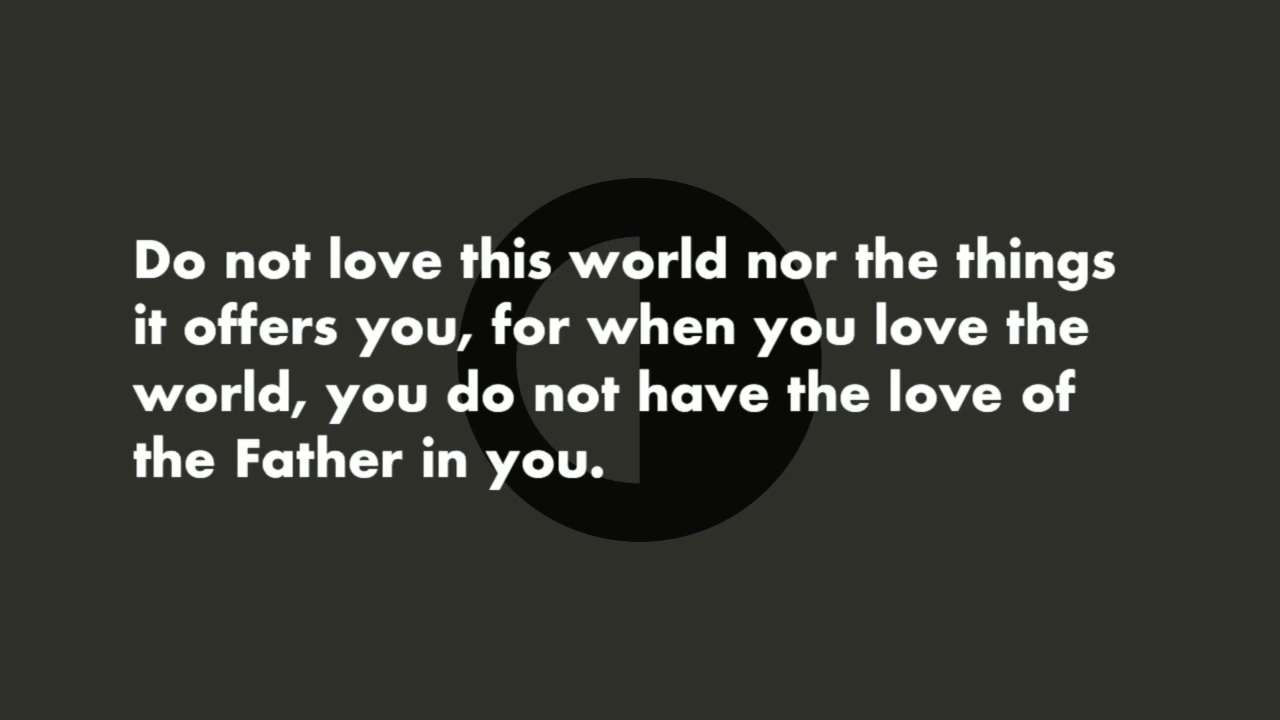 Do not love this world nor the things
it offers you, for when you love the
world, you do not have the love of
the Father in you.